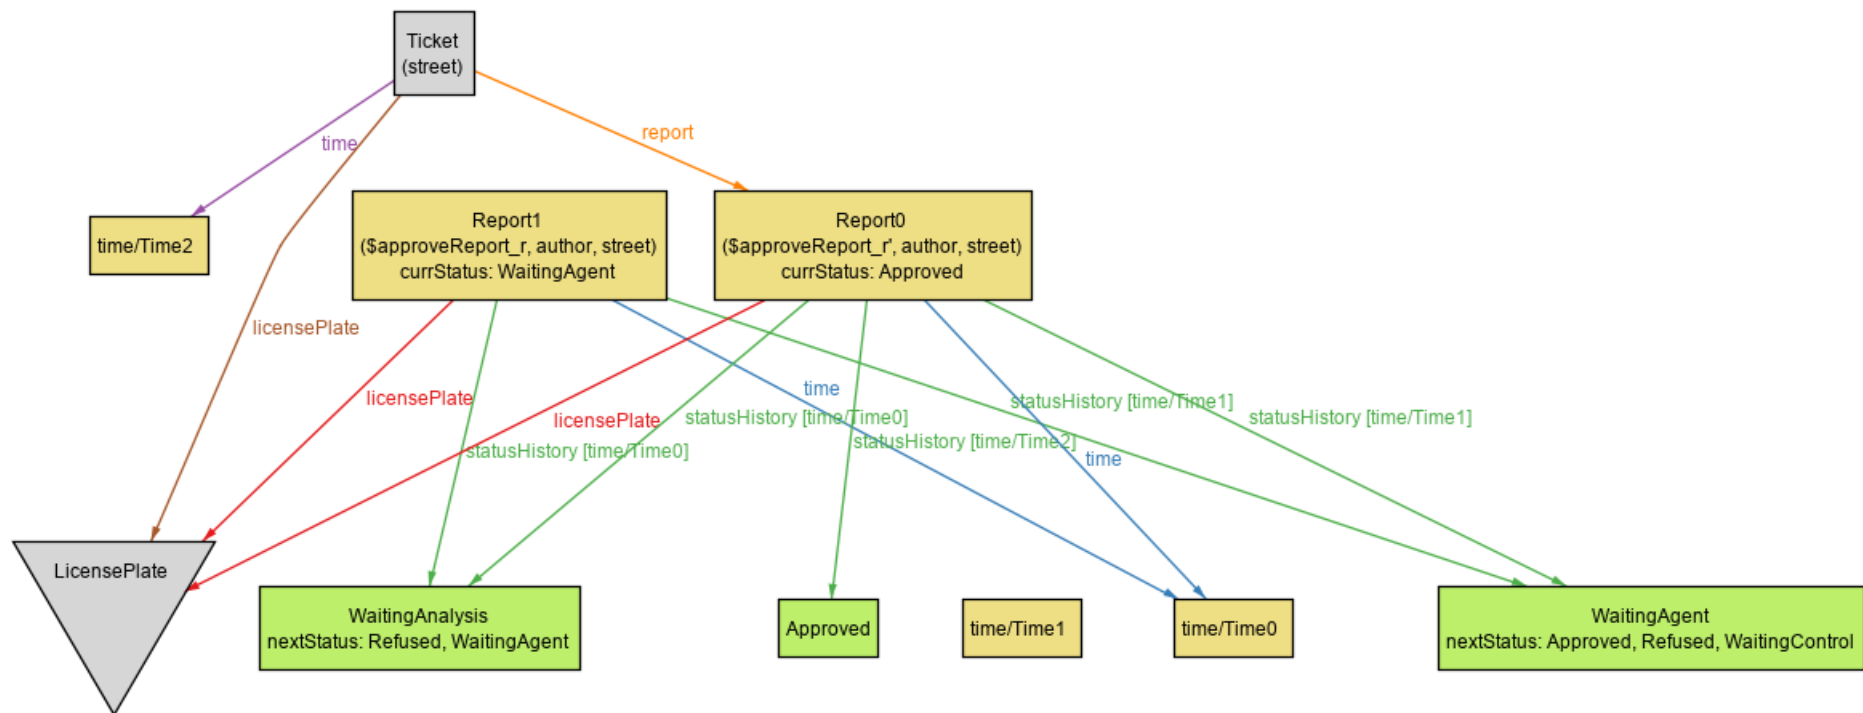 Ticket
(street)
time
report
time/Time2
Report1
($approveReport_r, author, street)
currStatus: WaitingAgent
Report0
($approveReport_r', author, street)
currStatus: Approved
licensePlate
licensePlate
time
licensePlate
statusHistory [time/Time0]
statusHistory [time/Time1]
statusHistory [time/Time1]
statusHistory [time/Time0]
statusHistory [time/Time2]
time
LicensePlate
WaitingAnalysis
nextStatus: Refused, WaitingAgent
Approved
time/Time1
time/Time0
WaitingAgent
nextStatus: Approved, Refused, WaitingControl